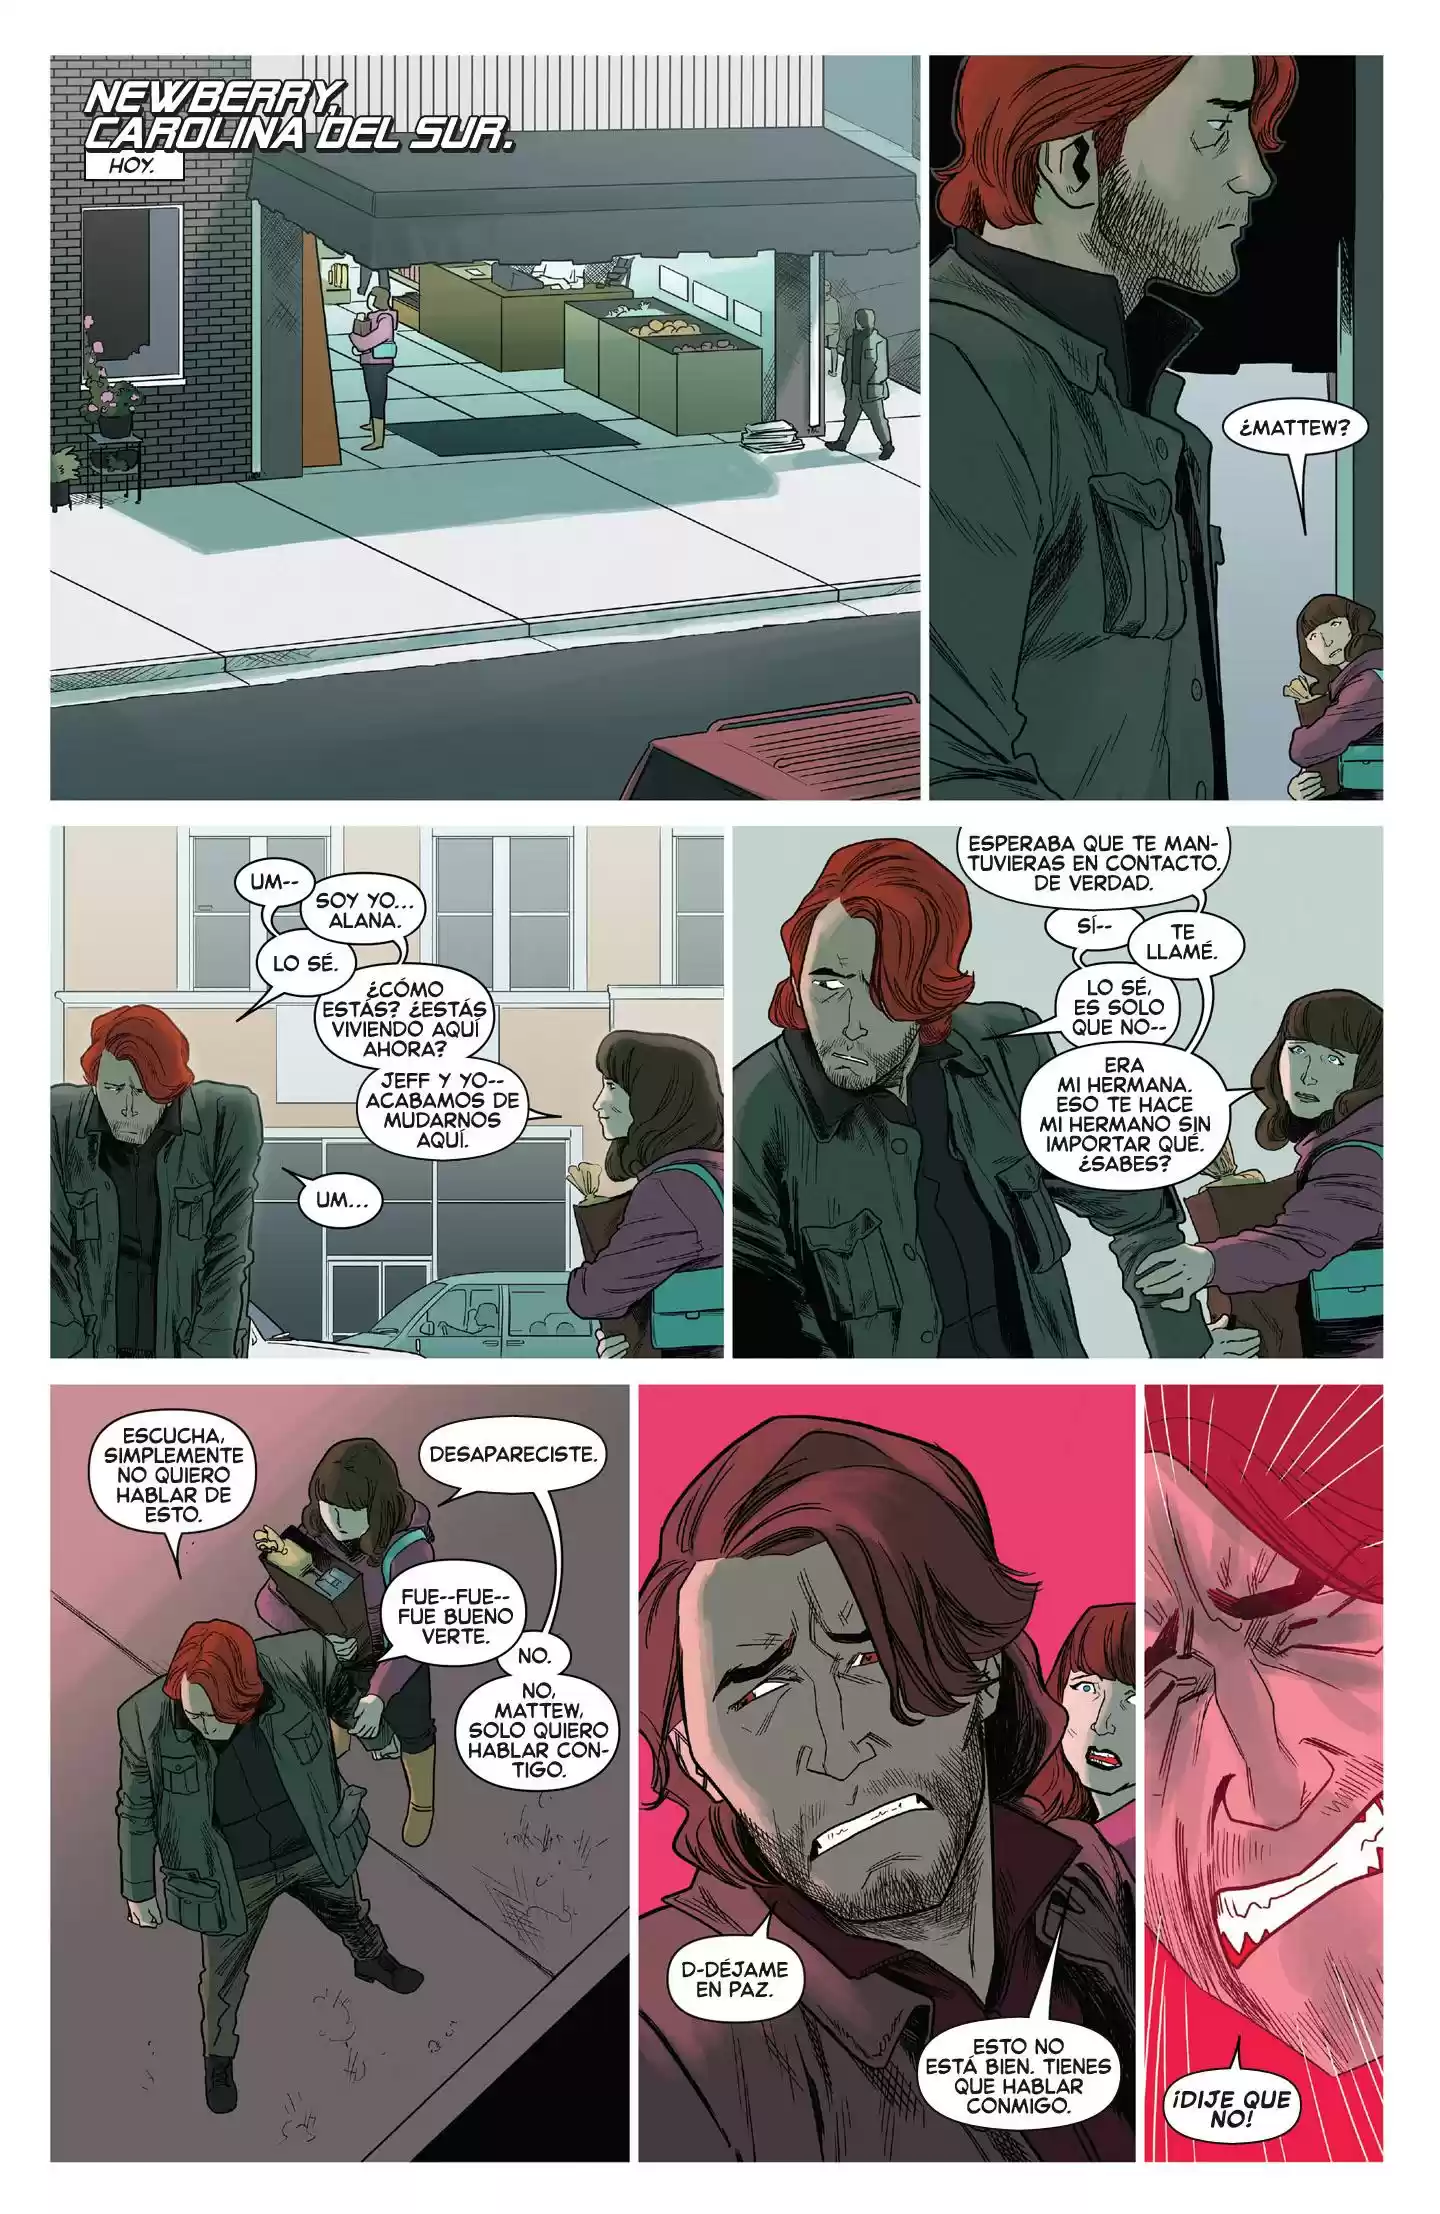 NEWBERRY,
CAROLINA DEL SUR.
HOY.
¿MATTEW?
UM--
SOY YO...
ALANA.
LO SÉ.
¿CÓMO
ESTÁS? ¿ESTÁS
VIVIENDO AQUÍ
AHORA?
JEFF Y YO--
ACABAMOS DE
MUDARNOS
AQUÍ.
UM...
ESPERABA QUE TE MAN-
TUVIERAS EN CONTACTO.
DE VERDAD.
SÍ--
TE
LLAMÉ.
LO SÉ,
ES SOLO
QUE NO--
ERA
MI HERMANA.
ESO TE HACE
MI HERMANO SIN
IMPORTAR QUÉ.
¿SABES?
ESCUCHA,
SIMPLEMENTE
NO QUIERO
HABLAR DE
ESTO.
DESAPARECISTE.
FUE--FUE--
FUE BUENO
VERTE.
NO.
NO,
MATTEW,
SOLO QUIERO
HABLAR CON-
TIGO.
D-DÉJAME
EN PAZ.
ESTO NO
ESTÁ BIEN. TIENES
QUE HABLAR
CONMIGO.
¡DIJE QUE
NO!